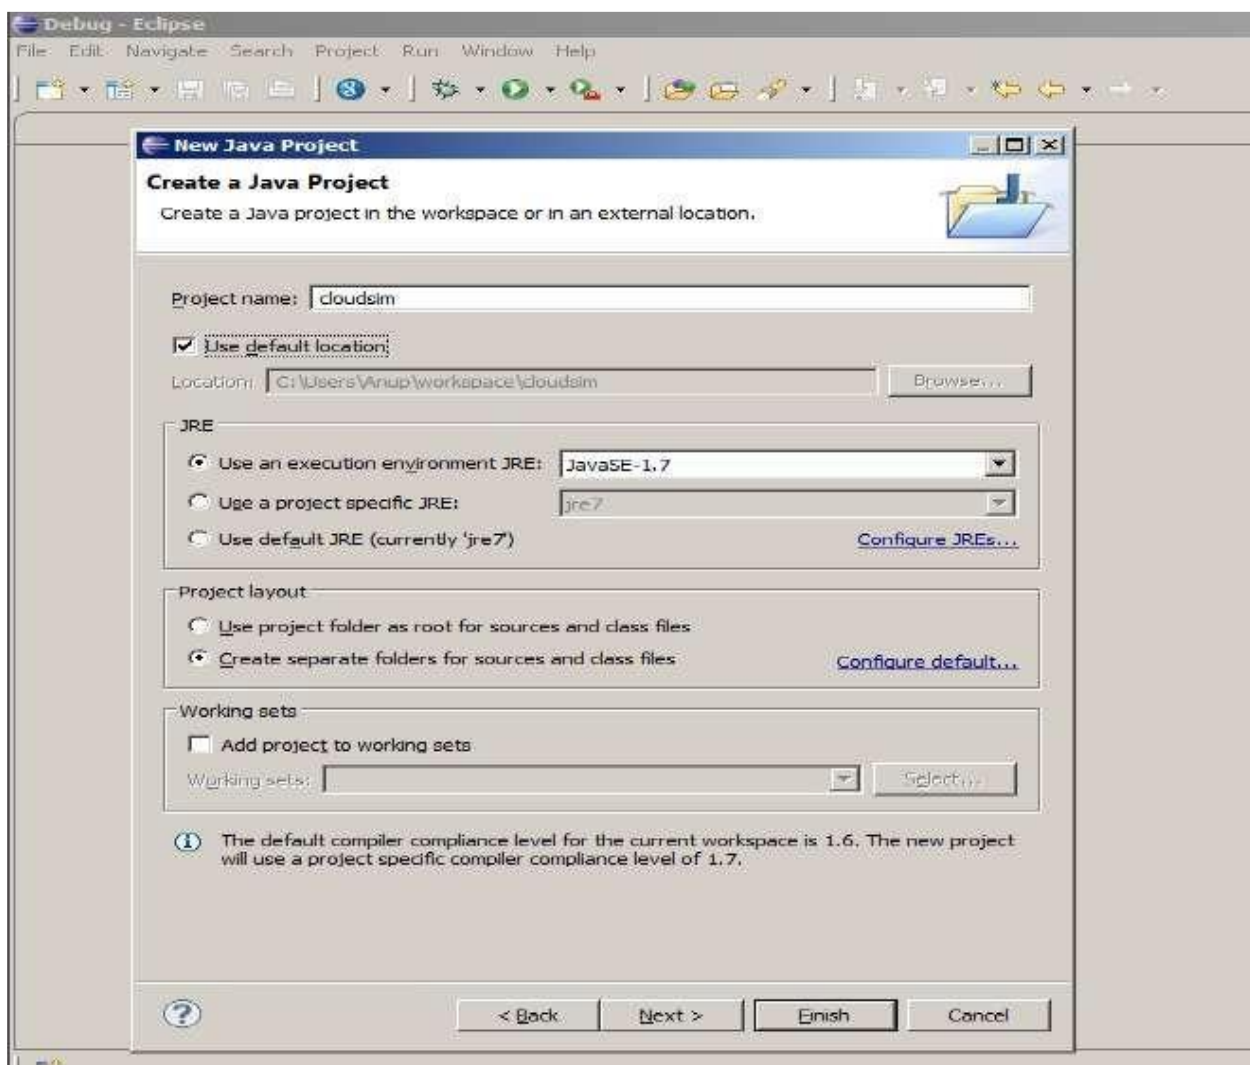 Debug - Eclipse
File Edit Navigate Search Project Run Window Help
New Java Project
Create a Java Project
Create a Java project in the workspace or in an external location.
Project name: cloudsim
Use default location
Location: C:\Users\Anup\workspace\cloudsim Browse...
JRE
Use an execution environment JRE: JavaSE-1.7
Use a project specific JRE: jre7
Use default JRE (currently 'jre7') Configure JREs...
Project layout
Use project folder as root for sources and class files
Create separate folders for sources and class files Configure default...
Working sets
Add project to working sets
Working sets: Select...
The default compiler compliance level for the current workspace is 1.6. The new project
will use a project specific compiler compliance level of 1.7.
< Back Next > Finish Cancel